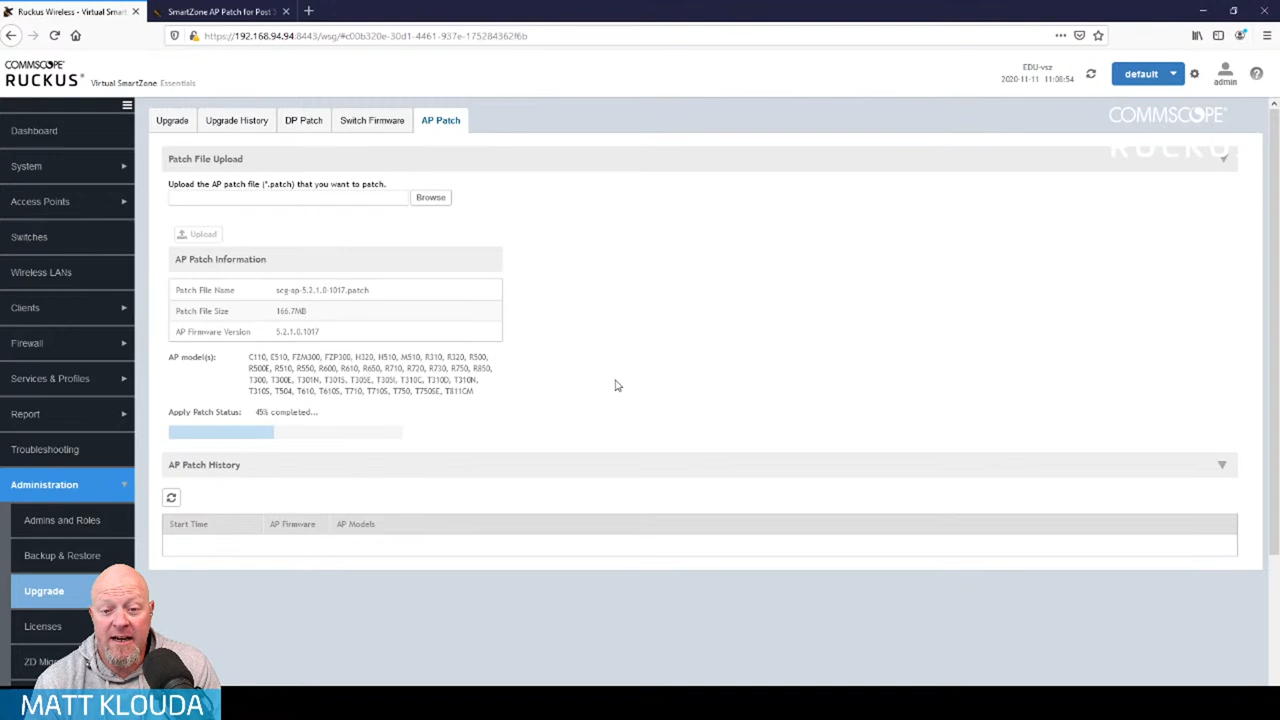 Ruckus Wireless - Virtual Smart
SmartZone AP Patch for Post
https://192.168.94.94:8443/wsg/#c00b320e-30d1-4461-937e-175284362f6b
COMMSCOPE
RUCKUS
Virtual SmartZone Essentials
EDU-vsz
2020-11-11 11:08:54
default
admin
Dashboard
System
Access Points
Switches
Wireless LANs
Clients
Firewall
Services & Profiles
Report
Troubleshooting
Administration
Admins and Roles
Backup & Restore
Upgrade
Licenses
ZD Mig
Upgrade
Upgrade History
DP Patch
Switch Firmware
AP Patch
COMMSCOPE
RUCKUS
Patch File Upload
Upload the AP patch file (*.patch) that you want to patch.
Browse
Upload
AP Patch Information
Patch File Name scg-ap-5.2.1.0-1017.patch
Patch File Size 166.7MB
AP Firmware Version 5.2.1.0.1017
AP model(s): C110, E510, FZM300, FZP300, H320, H510, M510, R310, R320, R500,
R500E, R510, R550, R600, R610, R650, R710, R720, R730, R750, R850,
T300, T300E, T301N, T301S, T305E, T305I, T310C, T310D, T310N,
T310S, T504, T610, T610S, T710, T710S, T750, T750SE, T811CM
Apply Patch Status: 45% completed...
AP Patch History
Start Time AP Firmware AP Models
MATT KLOUDA